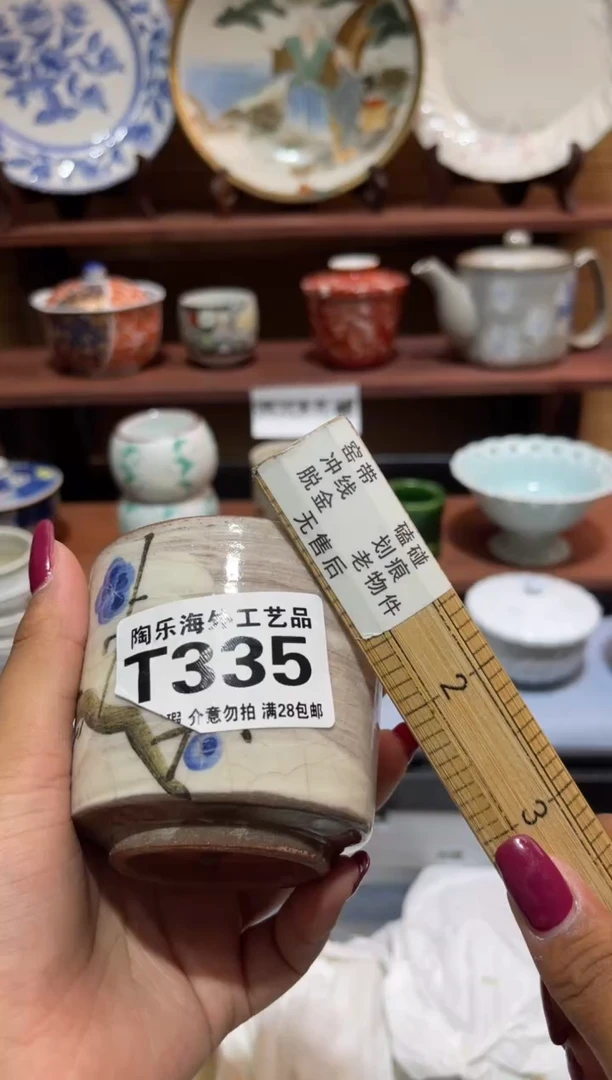 陶乐海外工艺品
T335
瑕 介意勿拍 满28包邮
窑带 磕碰
冲线 划痕
脱金 老物件
无售后
2
3